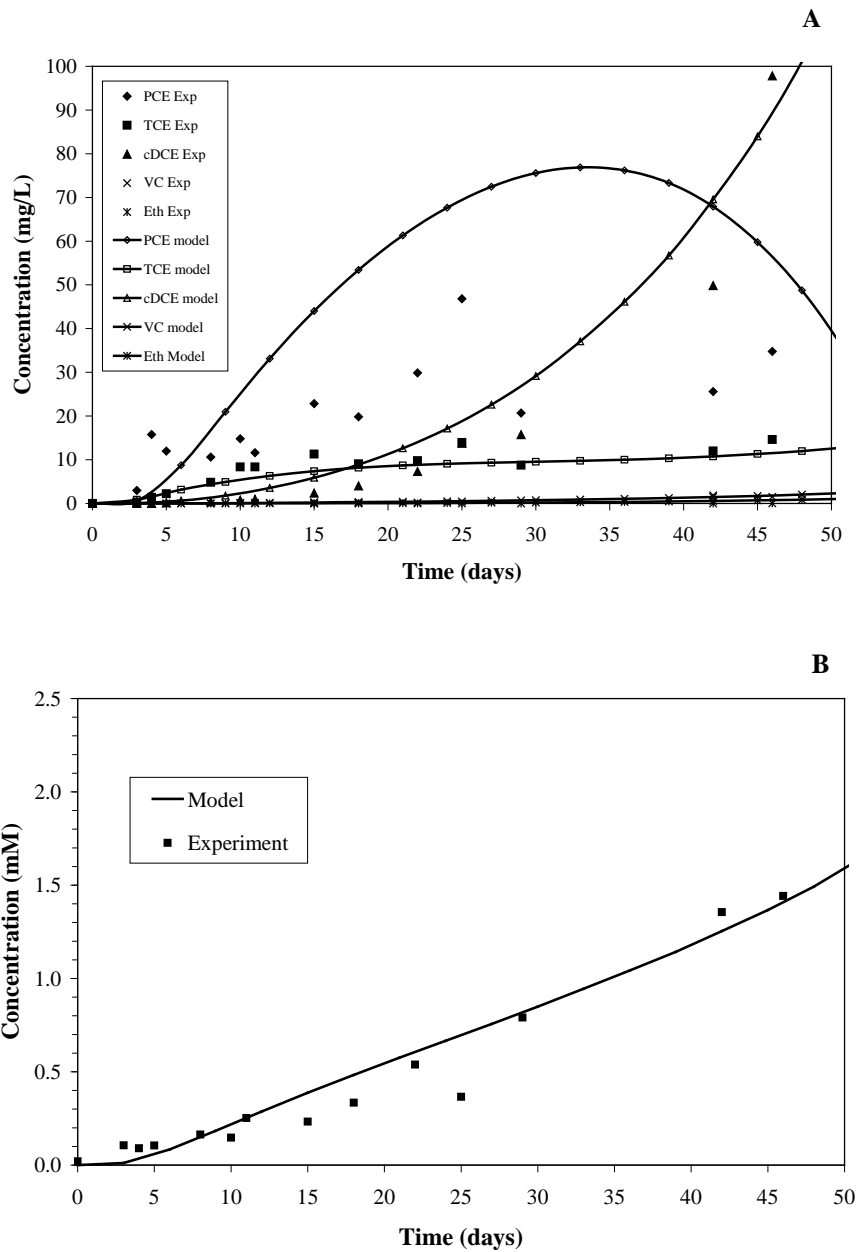 A
100
90
80
70
60
50
40
30
20
10
0
Concentration (mg/L)
PCE Exp
TCE Exp
cDCE Exp
VC Exp
Eth Exp
PCE model
TCE model
cDCE model
VC model
Eth Model
0 5 10 15 20 25 30 35 40 45 50
Time (days)
B
2.5
2.0
1.5
1.0
0.5
0.0
Concentration (mM)
Model
Experiment
0 5 10 15 20 25 30 35 40 45 50
Time (days)